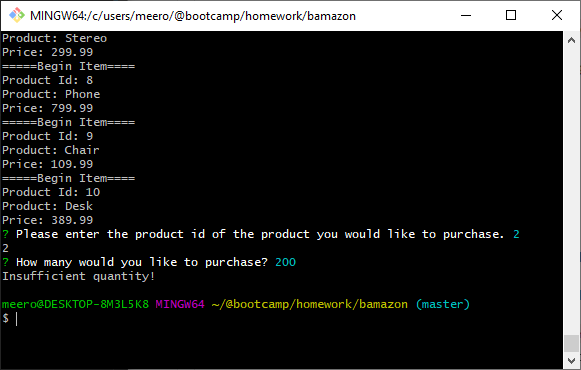 MINGW64:/c/users/meero/@bootcamp/homework/bamazon
Product: Stereo
Price: 299.99
=====Begin Item====
Product Id: 8
Product: Phone
Price: 799.99
=====Begin Item====
Product Id: 9
Product: Chair
Price: 109.99
=====Begin Item====
Product Id: 10
Product: Desk
Price: 389.99
? Please enter the product id of the product you would like to purchase. 2
2
? How many would you like to purchase? 200
Insufficient quantity!
meero@DESKTOP-8M3L5K8 MINGW64 ~/@bootcamp/homework/bamazon (master)
$